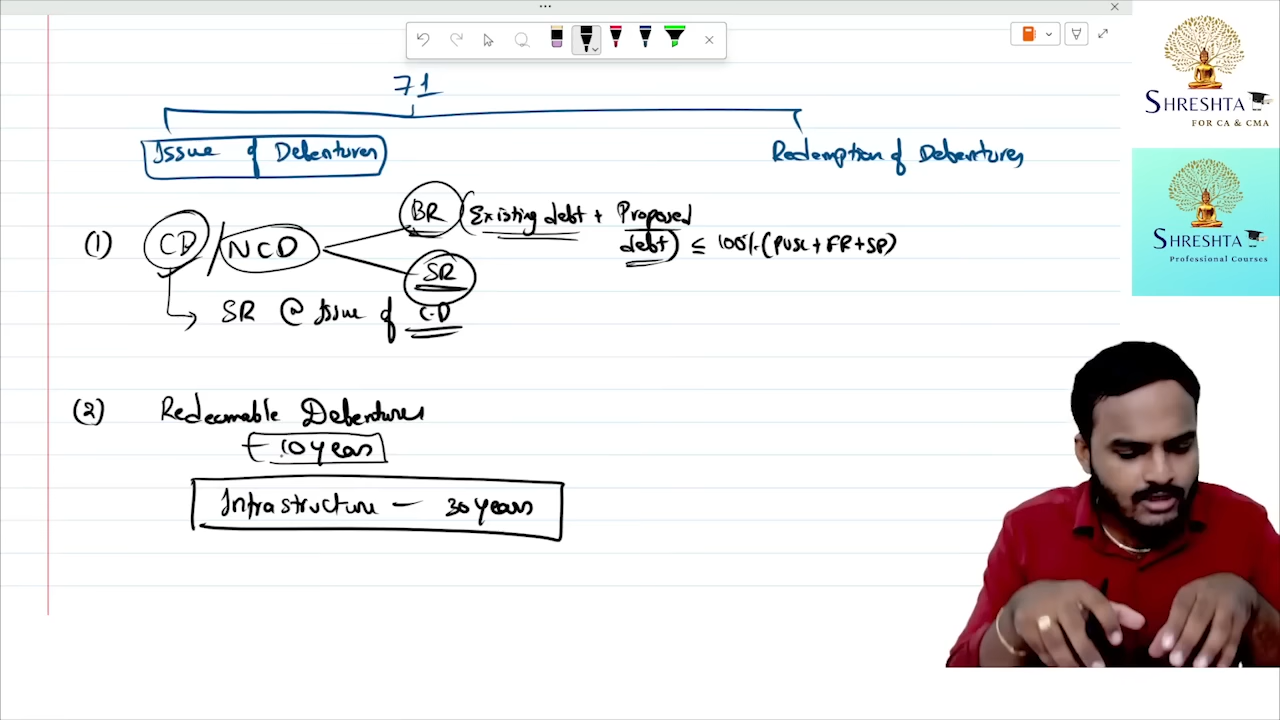 71
Issue of Debentures
Redemption of Debentures
(1) CD / NCD
BR (Existing debt + Proposed debt) ≤ 100% (PUSC + FR + SP)
SR
SR @ Issue of CD
(2) Redeemable Debentures
- 10 years
Infrastructure – 30 years
SHRESHTA
FOR CA & CMA
SHRESHTA
Professional Courses